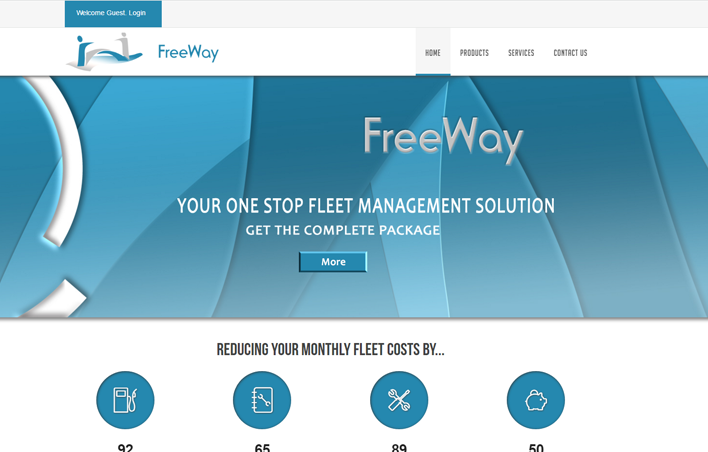 Welcome Guest. Login
FreeWay
HOME PRODUCTS SERVICES CONTACT US
FreeWay
YOUR ONE STOP FLEET MANAGEMENT SOLUTION
GET THE COMPLETE PACKAGE
More
REDUCING YOUR MONTHLY FLEET COSTS BY...
92 65 89 50